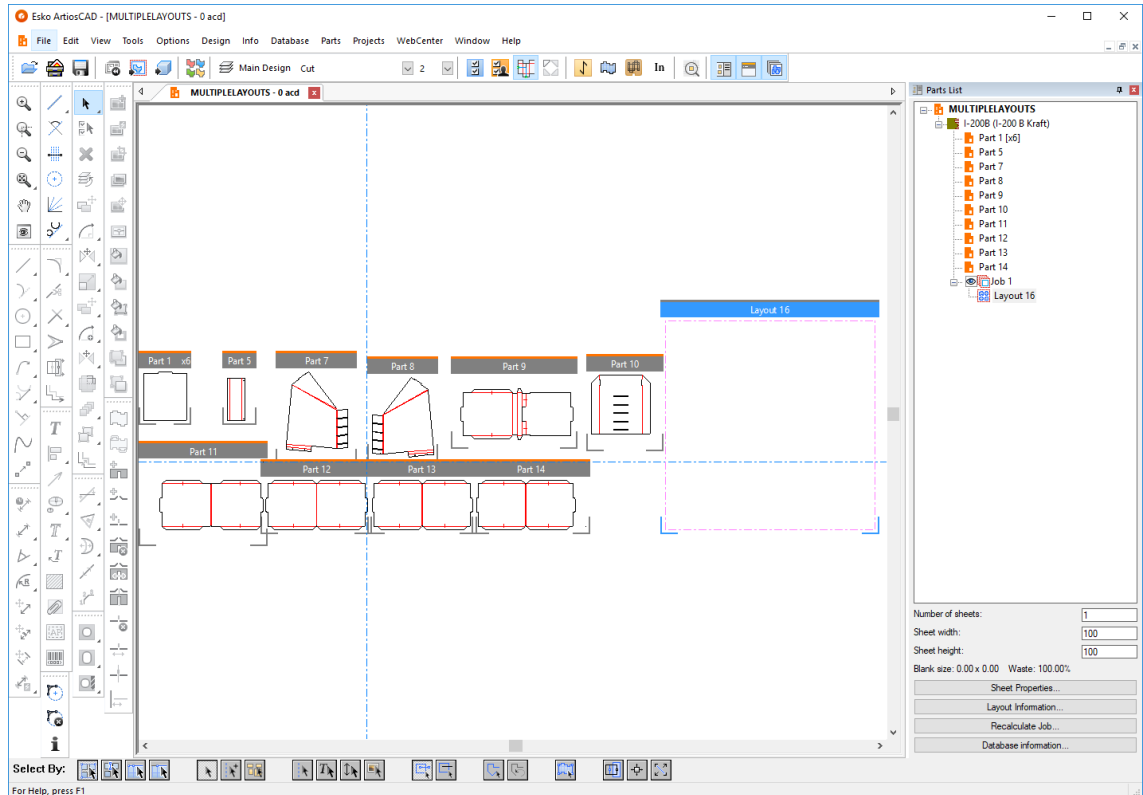 Esko ArtiosCAD - [MULTIPLELAYOUTS - 0 acd]
File Edit View Tools Options Design Info Database Parts Projects WebCenter Window Help
Main Design Cut 2 In
MULTIPLELAYOUTS - 0 acd
Parts List
MULTIPLELAYOUTS
I-200B (I-200 B Kraft)
Part 1 [x6]
Part 5
Part 7
Part 8
Part 9
Part 10
Part 11
Part 12
Part 13
Part 14
Job 1
Layout 16
Layout 16
Part 1 x6
Part 5
Part 7
Part 8
Part 9
Part 10
Part 11
Part 12
Part 13
Part 14
Number of sheets: 1
Sheet width: 100
Sheet height: 100
Blank size: 0.00 x 0.00 Waste: 100.00%
Sheet Properties...
Layout Information...
Recalculate Job...
Database information...
Select By:
For Help, press F1